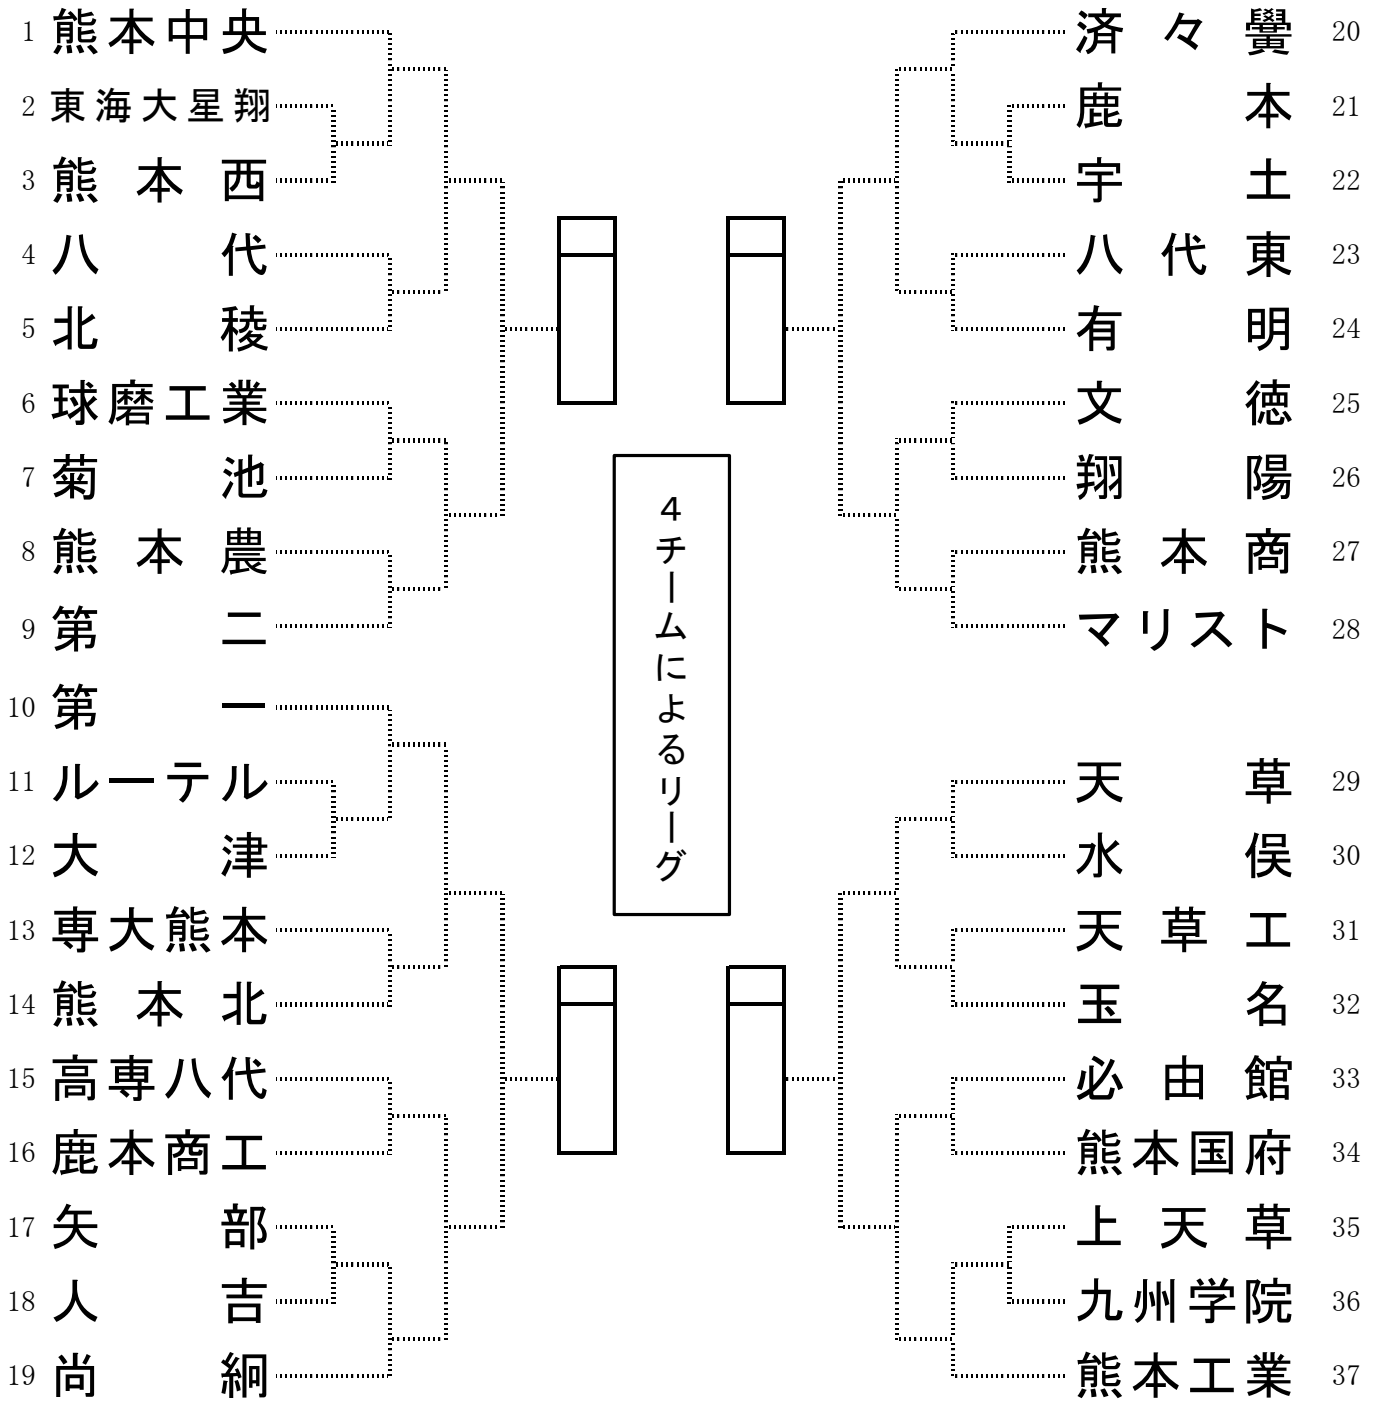 1 熊本中央
2 東海大星翔
3 熊本西
4 八代
5 北稜
6 球磨工業
7 菊池
8 熊本農
9 第二
10 第一
11 ルーテル
12 大津
13 専大熊本
14 熊本北
15 高専八代
16 鹿本商工
17 矢部
18 人吉
19 尚絅
4チームによるリーグ
済々黌 20
鹿本 21
宇土 22
八代東 23
有明 24
文徳 25
翔陽 26
熊本商 27
マリスト 28
天草 29
水俣 30
天草工 31
玉名 32
必由館 33
熊本国府 34
上天草 35
九州学院 36
熊本工業 37